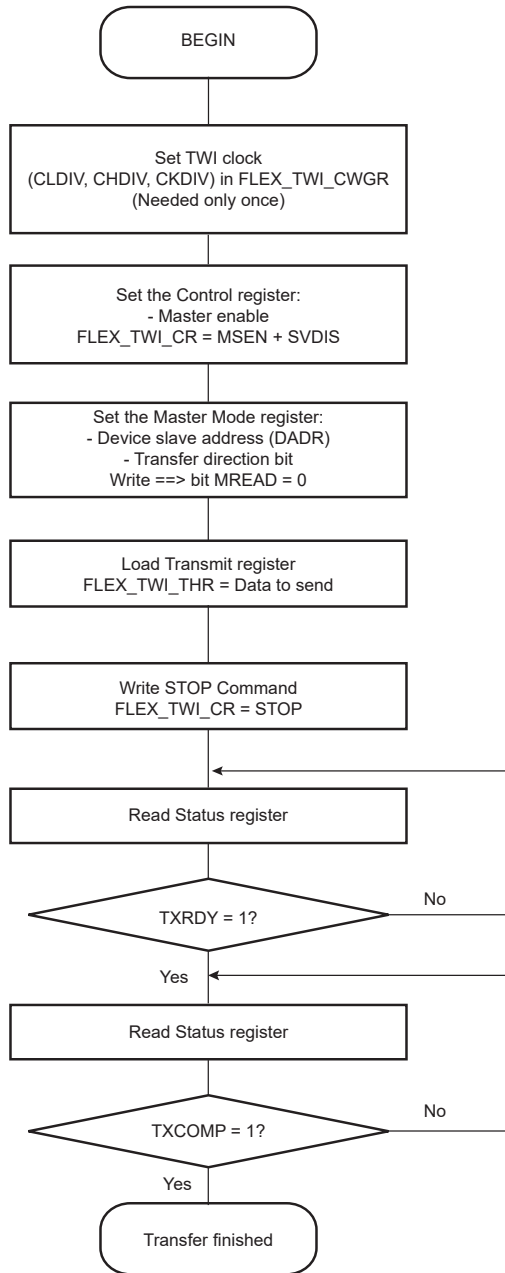 BEGIN
Set TWI clock
(CLDIV, CHDIV, CKDIV) in FLEX_TWI_CWGR
(Needed only once)
Set the Control register:
- Master enable
FLEX_TWI_CR = MSEN + SVDIS
Set the Master Mode register:
- Device slave address (DADR)
- Transfer direction bit
Write ==> bit MREAD = 0
Load Transmit register
FLEX_TWI_THR = Data to send
Write STOP Command
FLEX_TWI_CR = STOP
Read Status register
No
TXRDY = 1?
Yes
Read Status register
No
TXCOMP = 1?
Yes
Transfer finished